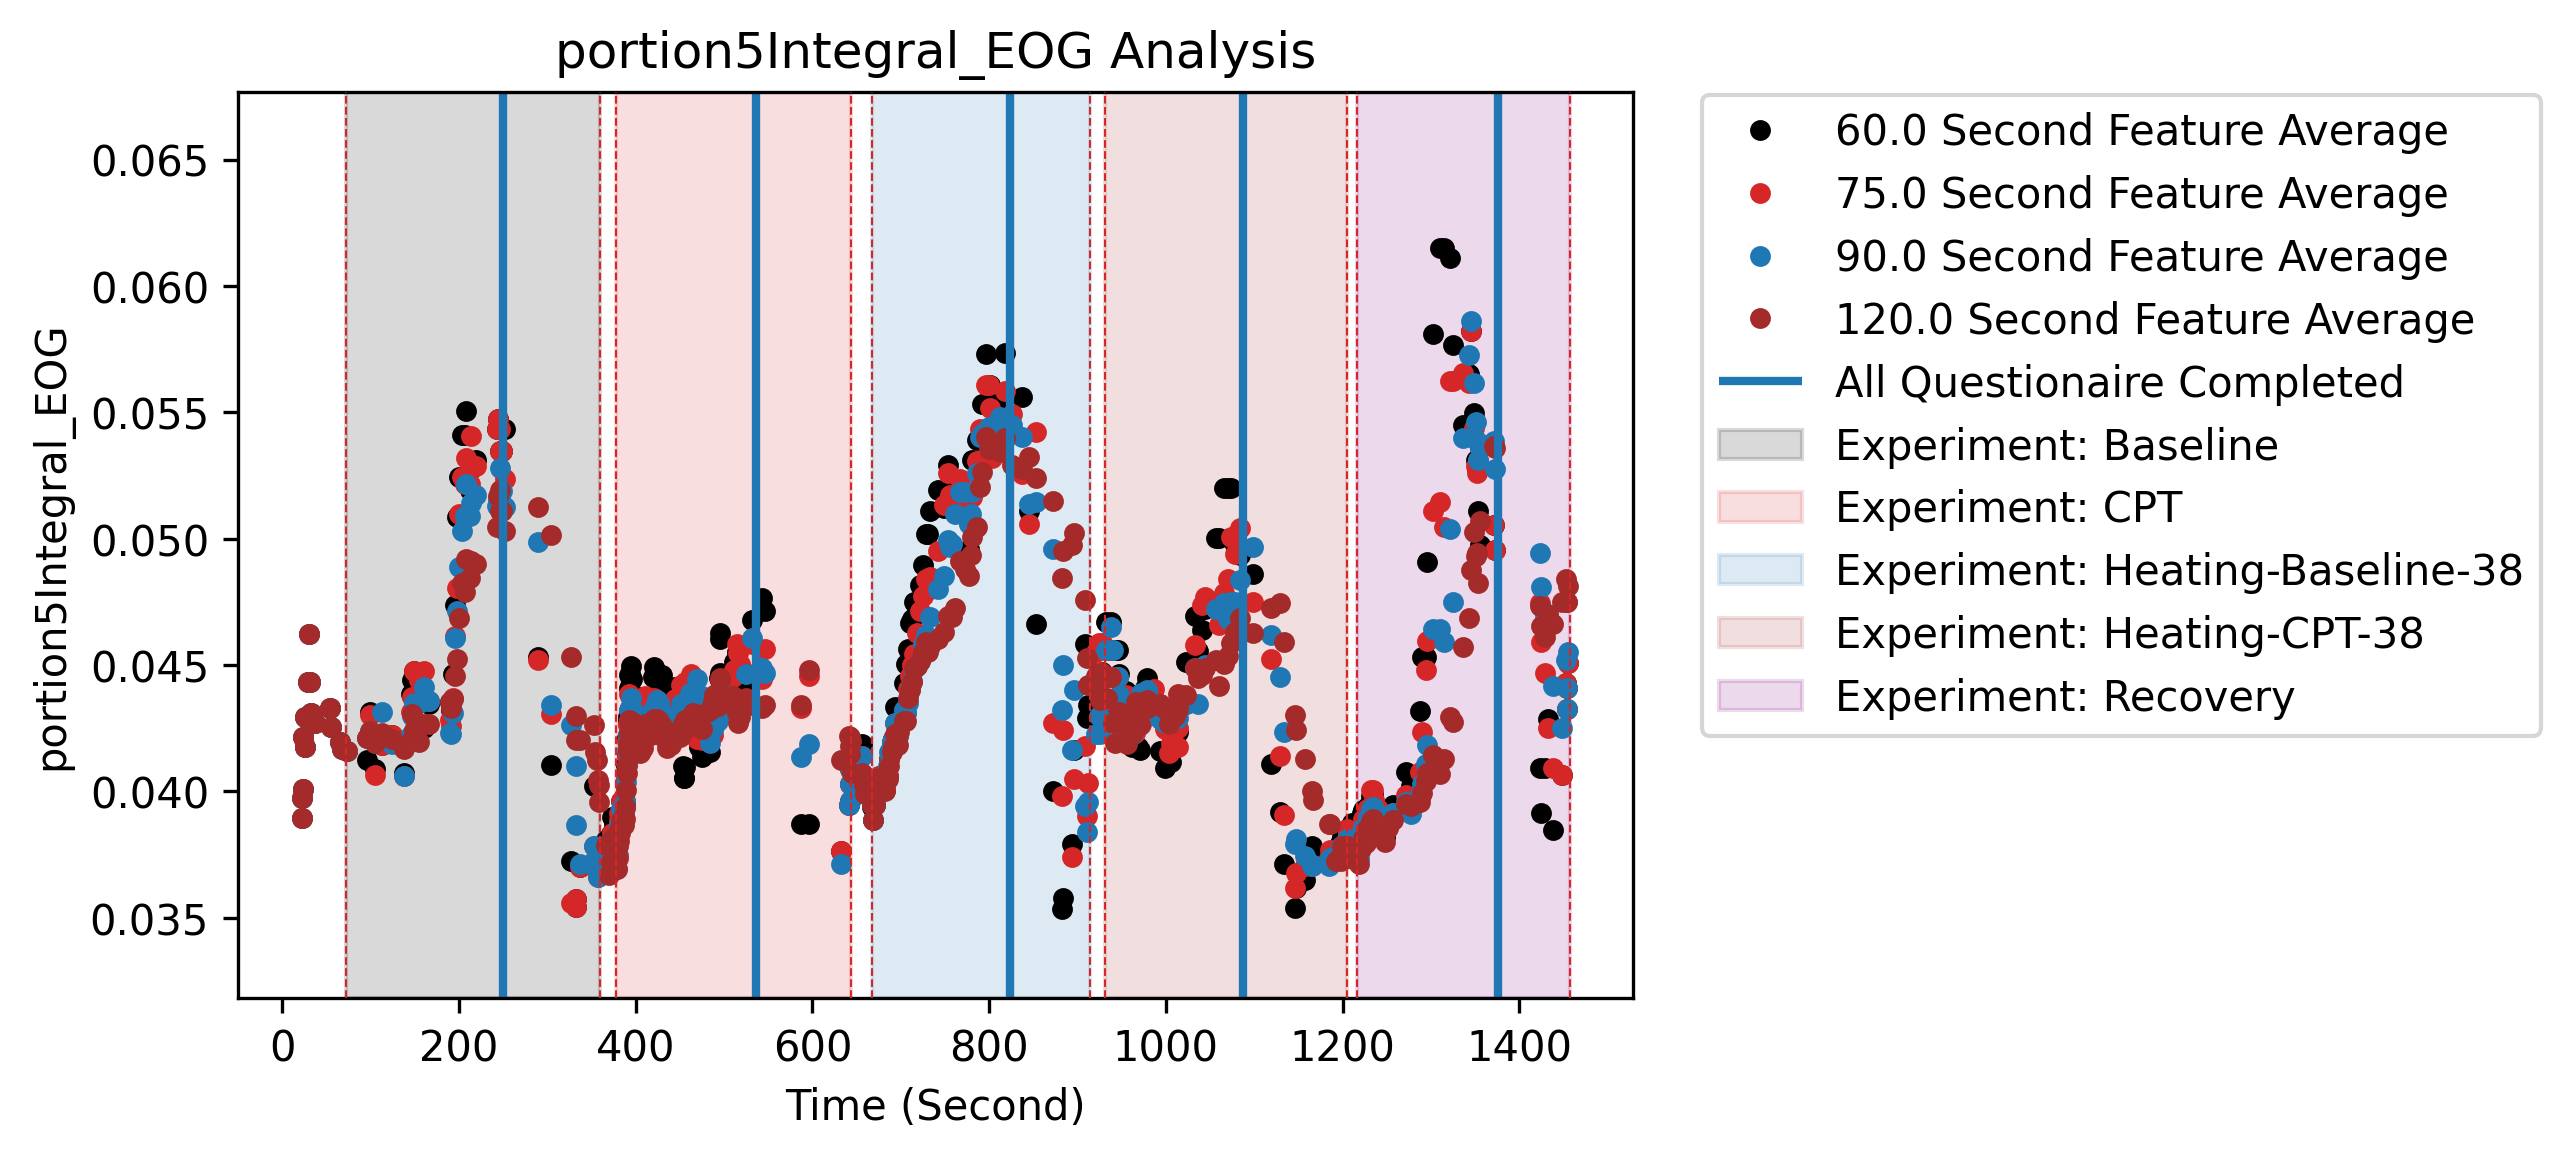 portion5Integral_EOG Analysis
portion5Integral_EOG
0.065
0.060
0.055
0.050
0.045
0.040
0.035
0 200 400 600 800 1000 1200 1400
Time (Second)
60.0 Second Feature Average
75.0 Second Feature Average
90.0 Second Feature Average
120.0 Second Feature Average
All Questionaire Completed
Experiment: Baseline
Experiment: CPT
Experiment: Heating-Baseline-38
Experiment: Heating-CPT-38
Experiment: Recovery